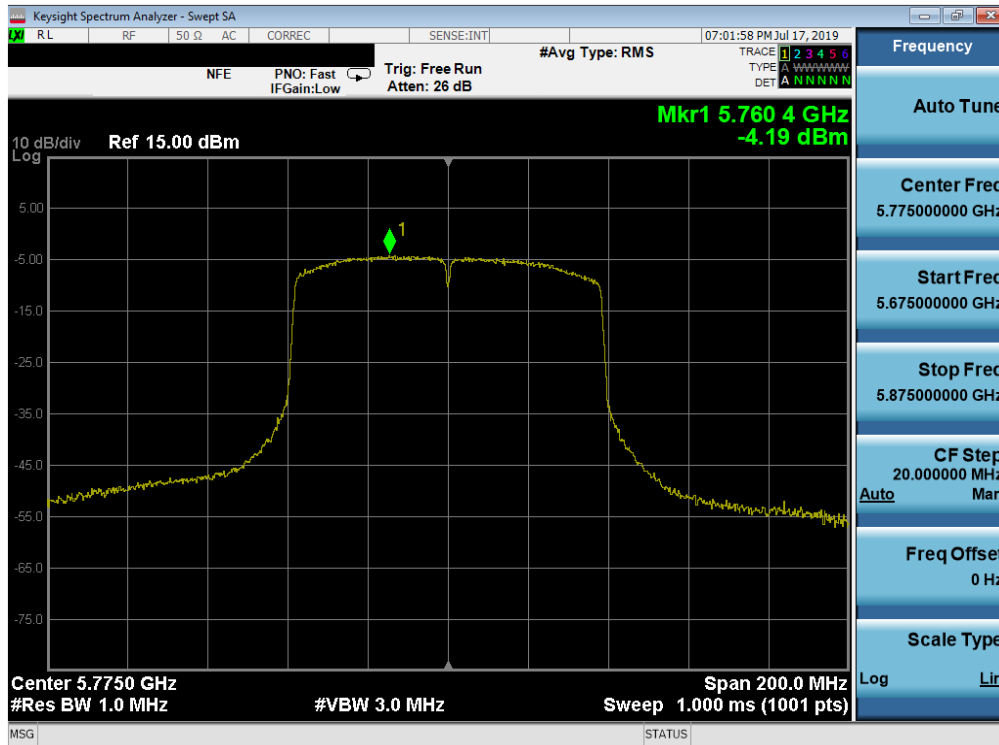 Keysight Spectrum Analyzer - Swept SA
LXI RL RF 50 Ω AC CORREC SENSE:INT 07:01:58 PM Jul 17, 2019
#Avg Type: RMS TRACE 1 2 3 4 5 6
NFE PNO: Fast Trig: Free Run TYPE A WWWWW
IFGain:Low Atten: 26 dB DET A N N N N N
Mkr1 5.760 4 GHz
-4.19 dBm
10 dB/div Ref 15.00 dBm
Log
1
5.00
-5.00
-15.0
-25.0
-35.0
-45.0
-55.0
-65.0
-75.0
Center 5.7750 GHz Span 200.0 MHz
#Res BW 1.0 MHz #VBW 3.0 MHz Sweep 1.000 ms (1001 pts)
MSG STATUS
Frequency
Auto Tune
Center Freq
5.775000000 GHz
Start Freq
5.675000000 GHz
Stop Freq
5.875000000 GHz
CF Step
20.000000 MHz
Auto Man
Freq Offset
0 Hz
Scale Type
Log Lin